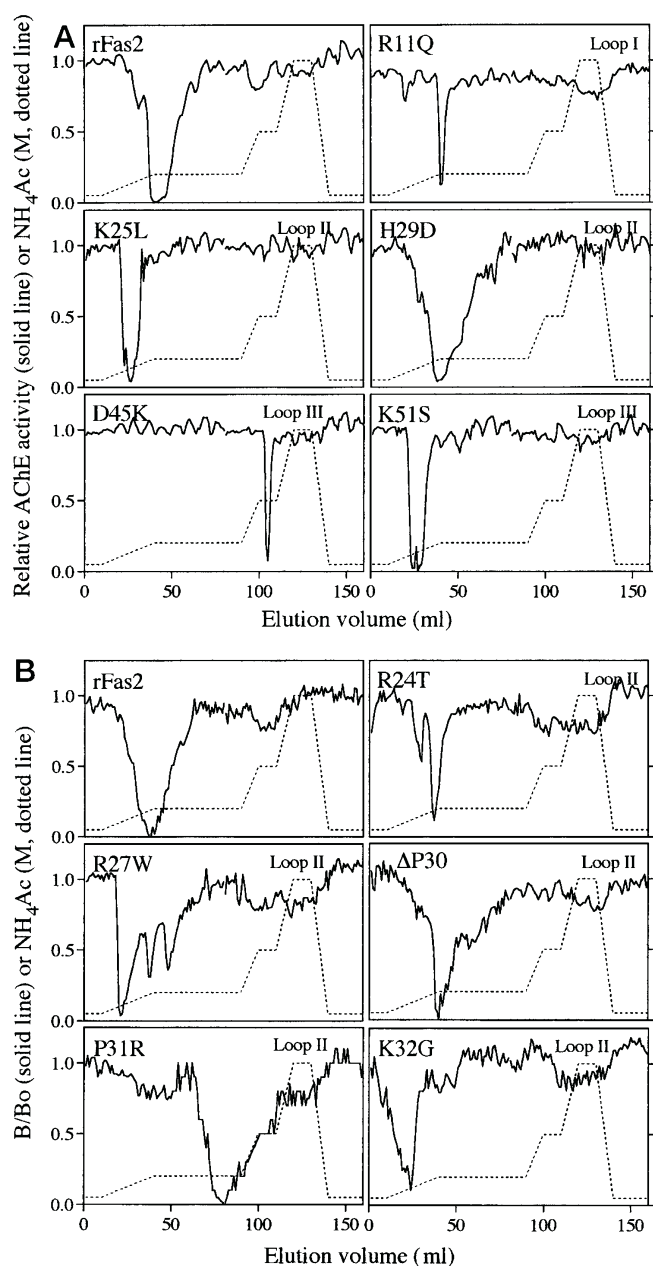 A
Relative AChE activity (solid line) or NH4Ac (M, dotted line)
rFas2
R11Q
Loop I
1.0
0.5
0.0
K25L
Loop II
H29D
Loop II
1.0
0.5
0.0
D45K
Loop III
K51S
Loop III
1.0
0.5
0.0
0 50 100 150 0 50 100 150
Elution volume (ml)
B
B/Bo (solid line) or NH4Ac (M, dotted line)
rFas2
R24T
Loop II
1.0
0.5
0.0
R27W
Loop II
ΔP30
Loop II
1.0
0.5
0.0
P31R
Loop II
K32G
Loop II
1.0
0.5
0.0
0 50 100 150 0 50 100 150
Elution volume (ml)